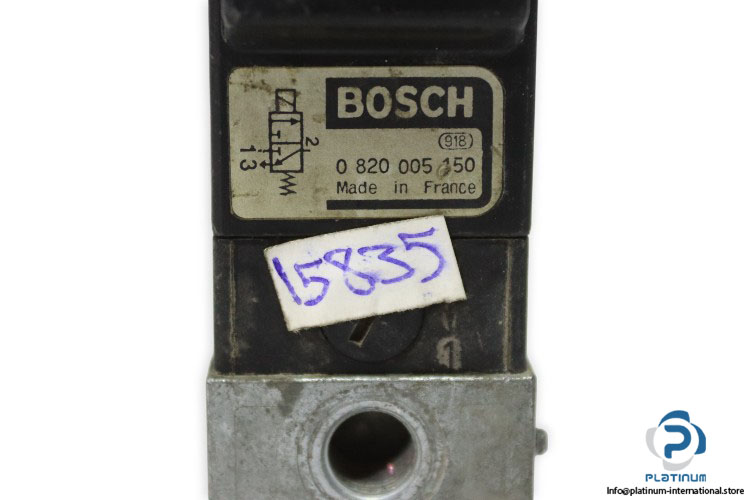 BOSCH
918
0 820 005 150
Made in France
2
1 3
15835
PLATINUM
Info@platinum-international.store